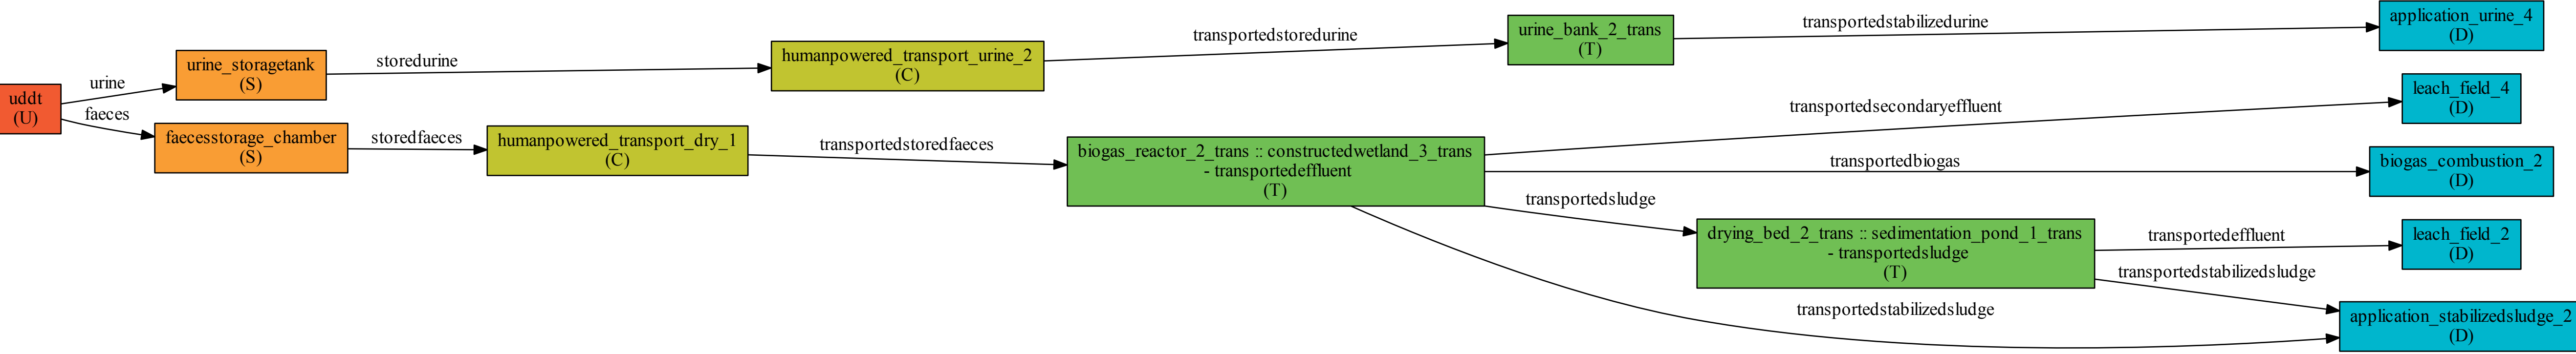 uddt
(U)
urine
faeces
urine_storagetank
(S)
faecesstorage_chamber
(S)
storedurine
storedfaeces
humanpowered_transport_urine_2
(C)
humanpowered_transport_dry_1
(C)
transportedstoredurine
transportedstoredfaeces
urine_bank_2_trans
(T)
biogas_reactor_2_trans :: constructedwetland_3_trans
- transportedeffluent
(T)
transportedstabilizedurine
transportedsecondaryeffluent
transportedbiogas
transportedsludge
drying_bed_2_trans :: sedimentation_pond_1_trans
- transportedsludge
(T)
transportedeffluent
transportedstabilizedsludge
transportedstabilizedsludge
application_urine_4
(D)
leach_field_4
(D)
biogas_combustion_2
(D)
leach_field_2
(D)
application_stabilizedsludge_2
(D)